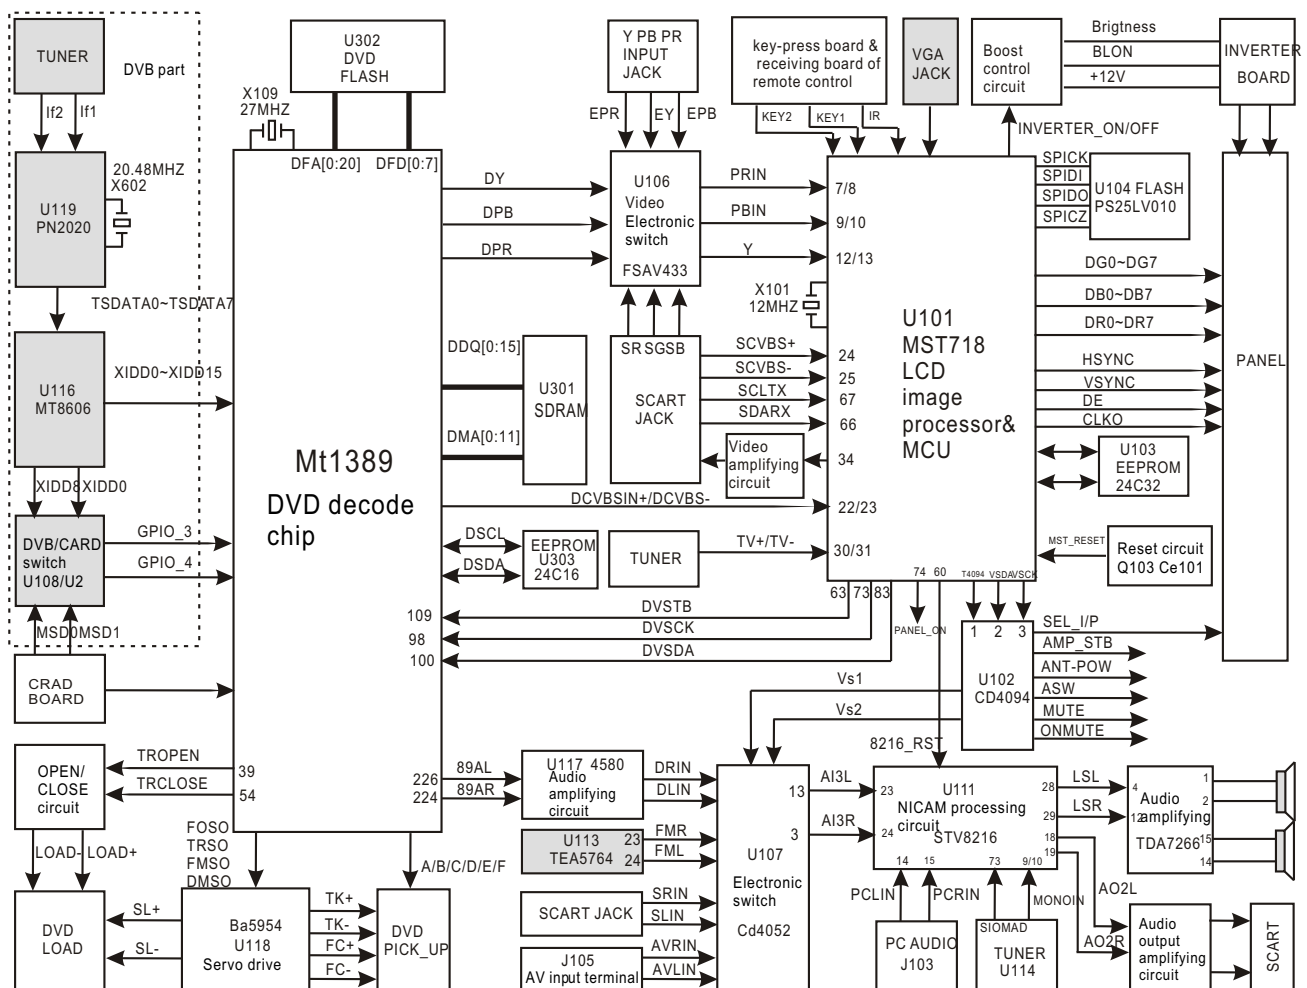 TUNER
DVB part
If2
If1
U119
PN2020
20.48MHZ
X602
TSDATA0~TSDATA7
U116
MT8606
XIDD0~XIDD15
XIDD8
XIDD0
DVB/CARD
switch
U108/U2
GPIO_3
GPIO_4
MSD0
MSD1
CRAD
BOARD
U302
DVD
FLASH
X109
27MHZ
DFA[0:20]
DFD[0:7]
Mt1389
DVD decode
chip
109
98
100
39
54
226
224
DY
DPB
DPR
DDQ[0:15]
DMA[0:11]
U301
SDRAM
DCVBSIN+/DCVBS-
DSCL
DSDA
EEPROM
U303
24C16
DVSTB
DVSCK
DVSDA
Y PB PR
INPUT
JACK
EPR
EY
EPB
U106
Video
Electronic
switch
FSAV433
PRIN
PBIN
Y
X101
12MHZ
SR SG SB
SCART
JACK
SCVBS+
SCVBS-
SCLTX
SDARX
Video
amplifying
circuit
TUNER
TV+/TV-
key-press board &
receiving board of
remote control
KEY2
KEY1
IR
VGA
JACK
Boost
control
circuit
INVERTER_ON/OFF
Brigtness
BLON
+12V
INVERTER
BOARD
7/8
9/10
12/13
24
25
67
66
34
22/23
30/31
U101
MST718
LCD
image
processor&
MCU
63
73
83
74
60
T4094
VSDA
VSCK
PANEL_ON
SPICK
SPIDI
SPIDO
SPICZ
U104 FLASH
PS25LV010
DG0~DG7
DB0~DB7
DR0~DR7
HSYNC
VSYNC
DE
CLKO
PANEL
U103
EEPROM
24C32
MST_RESET
Reset circuit
Q103 Ce101
1
2
3
U102
CD4094
SEL_I/P
AMP_STB
ANT-POW
ASW
MUTE
ONMUTE
Vs1
Vs2
8216_RST
OPEN/
CLOSE
circuit
TROPEN
TRCLOSE
LOAD-
LOAD+
FOSO
TRSO
FMSO
DMSO
A/B/C/D/E/F
DVD
LOAD
SL+
SL-
Ba5954
U118
Servo drive
TK+
TK-
FC+
FC-
DVD
PICK_UP
89AL
89AR
U117 4580
Audio
amplifying
circuit
DRIN
DLIN
U113
TEA5764
23
24
FMR
FML
SCART JACK
SRIN
SLIN
J105
AV input terminal
AVRIN
AVLIN
13
3
U107
Electronic
switch
Cd4052
AI3L
AI3R
23
24
U111
NICAM processing
circuit
STV8216
28
29
18
19
14
15
73
9/10
PCLIN
PCRIN
PC AUDIO
J103
SIOMAD
MONOIN
TUNER
U114
LSL
LSR
4
12
Audio
amplifying
TDA7266
1
2
15
14
AO2L
AO2R
Audio
output
amplifying
circuit
SCART